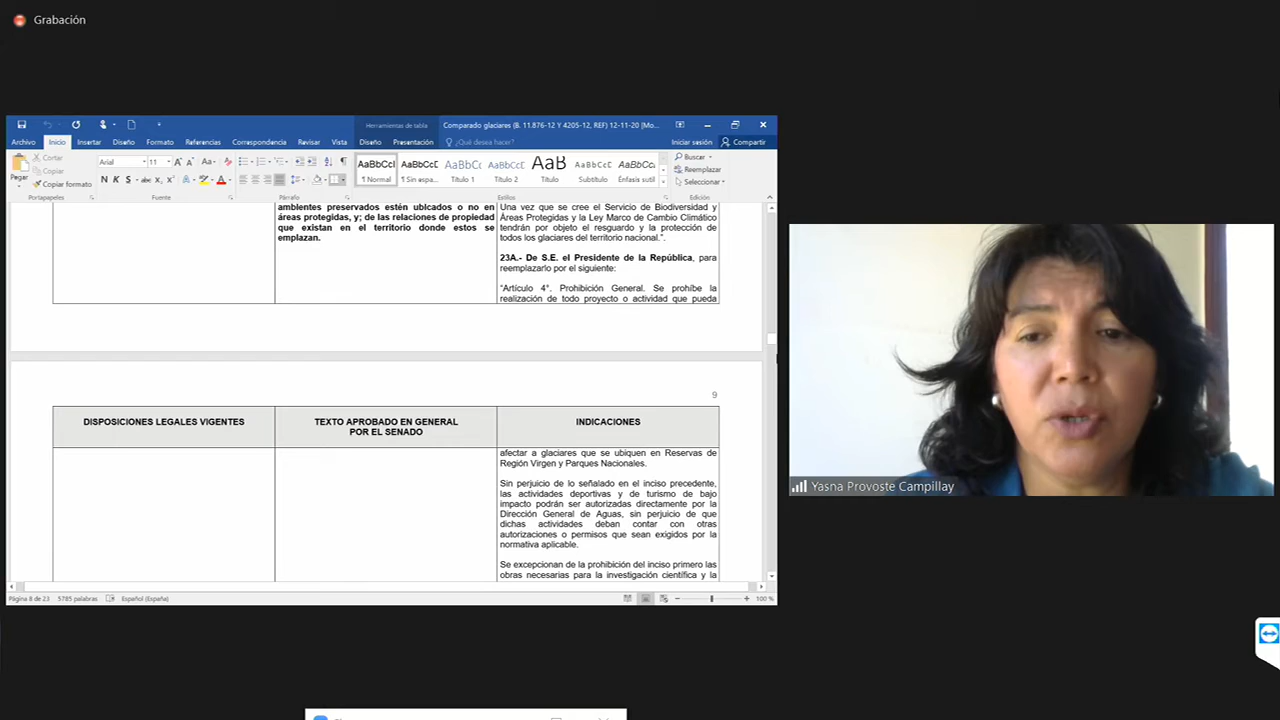 Grabación
Herramientas de tabla
Comparado glaciares (B. 11.876-12 Y 4205-12, REF) 12-11-20 [Mo...
Archivo Inicio Insertar Diseño Formato Referencias Correspondencia Revisar Vista Diseño Presentación ¿Qué desea hacer? Iniciar sesión Compartir
Pegar
Cortar
Copiar
Copiar formato
Arial 11
N K S abc
AaBbCcI AaBbCcI AaBbCc AaBbCcD AaB AaBbCcD AaBbCcI
¶ Normal ¶ Sin espa... Título 1 Título 2 Título Subtítulo Énfasis sutil
Buscar
Reemplazar
Seleccionar
Portapapeles Fuente Párrafo Estilos Edición
ambientes preservados estén ubicados o no en
áreas protegidas, y; de las relaciones de propiedad
que existan en el territorio donde estos se
emplazan.
Una vez que se cree el Servicio de Biodiversidad y
Áreas Protegidas y la Ley Marco de Cambio Climático
tendrán por objeto el resguardo y la protección de
todos los glaciares del territorio nacional.".
23A.- De S.E. el Presidente de la República, para
reemplazarlo por el siguiente:
"Artículo 4°. Prohibición General. Se prohíbe la
realización de todo proyecto o actividad que pueda
9
DISPOSICIONES LEGALES VIGENTES
TEXTO APROBADO EN GENERAL
POR EL SENADO
INDICACIONES
afectar a glaciares que se ubiquen en Reservas de
Región Virgen y Parques Nacionales.
Sin perjuicio de lo señalado en el inciso precedente,
las actividades deportivas y de turismo de bajo
impacto podrán ser autorizadas directamente por la
Dirección General de Aguas, sin perjuicio de que
dichas actividades deban contar con otras
autorizaciones o permisos que sean exigidos por la
normativa aplicable.
Se excepcionan de la prohibición del inciso primero las
obras necesarias para la investigación científica y la
Página 8 de 23 5785 palabras Español (España) 100 %
Yasna Provoste Campillay